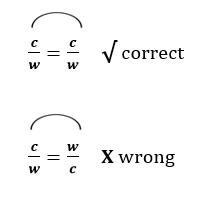 c/w = c/w √ correct
c/w = w/c X wrong